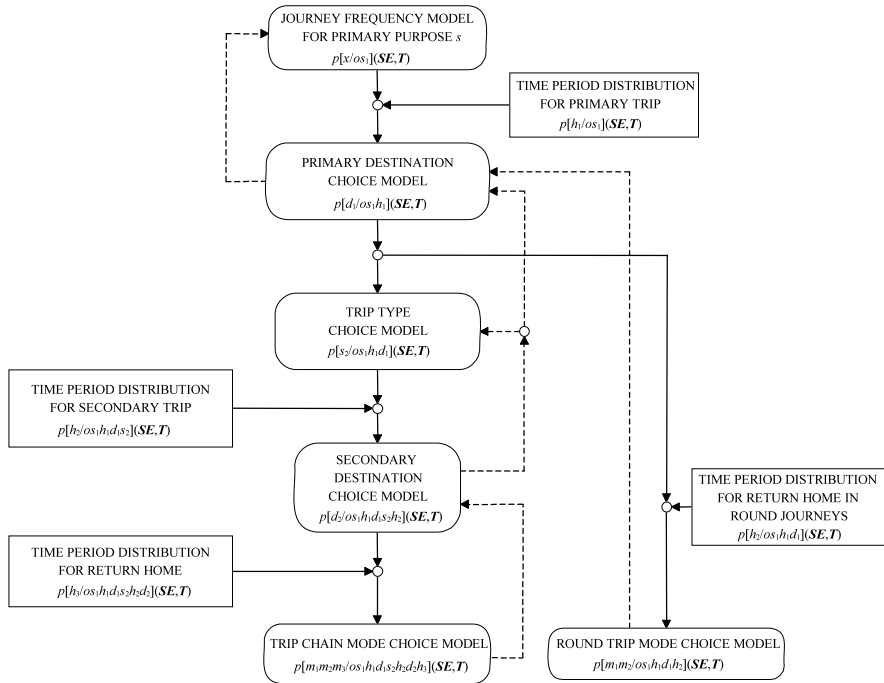 JOURNEY FREQUENCY MODEL
FOR PRIMARY PURPOSE s
p[x/os₁](SE,T)
TIME PERIOD DISTRIBUTION
FOR PRIMARY TRIP
p[h₁/os₁](SE,T)
PRIMARY DESTINATION
CHOICE MODEL
p[d₁/os₁h₁](SE,T)
TRIP TYPE
CHOICE MODEL
p[s₂/os₁h₁d₁](SE,T)
TIME PERIOD DISTRIBUTION
FOR SECONDARY TRIP
p[h₂/os₁h₁d₁s₂](SE,T)
SECONDARY
DESTINATION
CHOICE MODEL
p[d₂/os₁h₁d₁s₂h₂](SE,T)
TIME PERIOD DISTRIBUTION
FOR RETURN HOME IN
ROUND JOURNEYS
p[h₂/os₁h₁d₁](SE,T)
TIME PERIOD DISTRIBUTION
FOR RETURN HOME
p[h₃/os₁h₁d₁s₂h₂d₂](SE,T)
TRIP CHAIN MODE CHOICE MODEL
p[m₁m₂m₃/os₁h₁d₁s₂h₂d₂h₃](SE,T)
ROUND TRIP MODE CHOICE MODEL
p[m₁m₂/os₁h₁d₁h₂](SE,T)